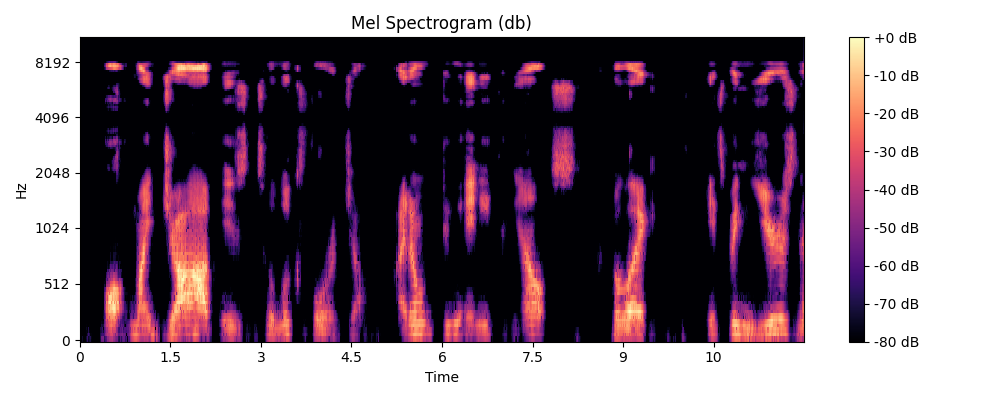 Mel Spectrogram (db)
8192
4096
2048
1024
512
0
Hz
0 1.5 3 4.5 6 7.5 9 10
Time
+0 dB
-10 dB
-20 dB
-30 dB
-40 dB
-50 dB
-60 dB
-70 dB
-80 dB